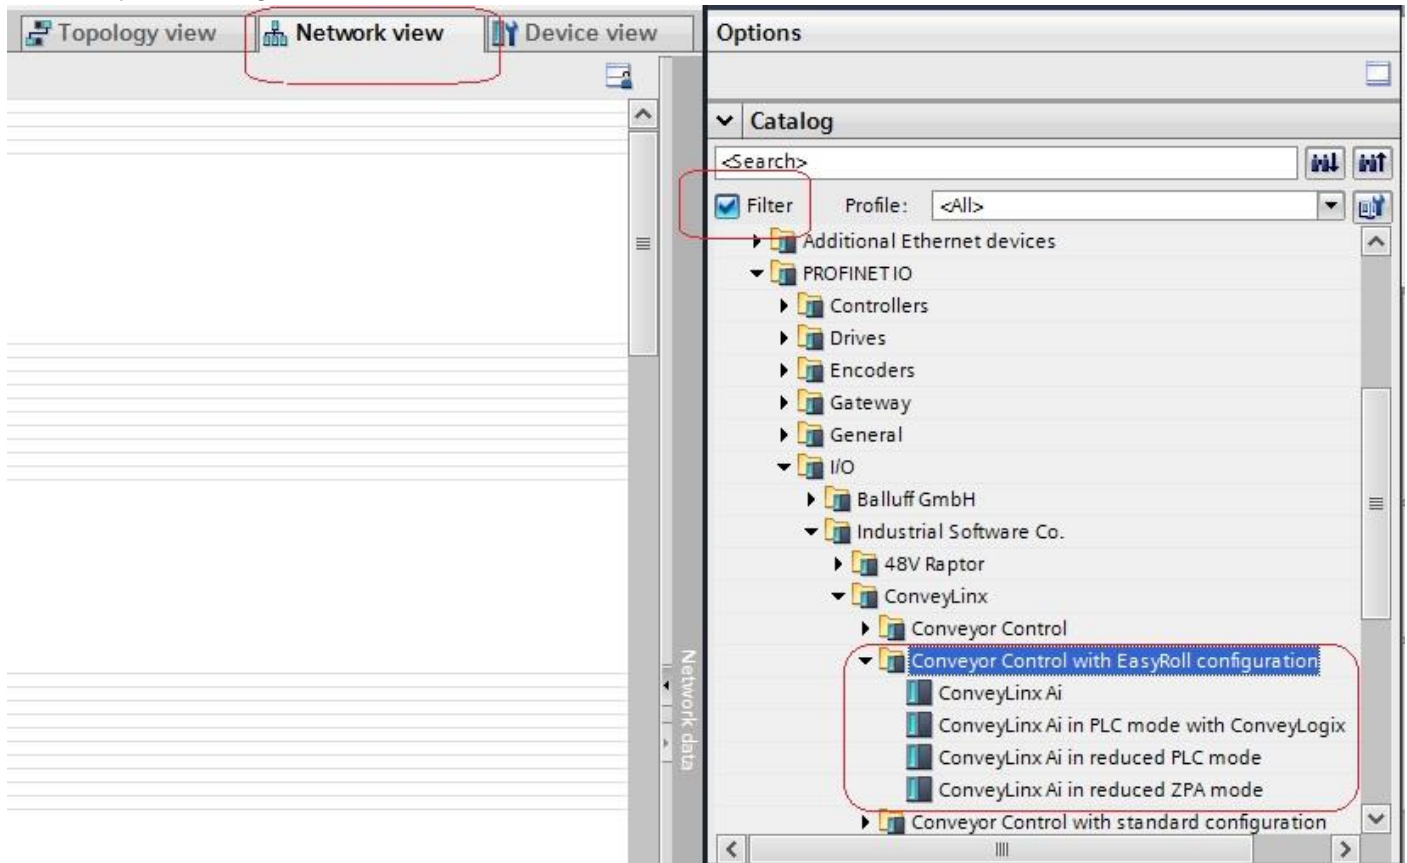 Topology view Network view Device view
Options
Catalog
<Search>
Filter Profile: <All>
Additional Ethernet devices
PROFINET IO
Controllers
Drives
Encoders
Gateway
General
I/O
Balluff GmbH
Industrial Software Co.
48V Raptor
ConveyLinx
Conveyor Control
Conveyor Control with EasyRoll configuration
ConveyLinx Ai
ConveyLinx Ai in PLC mode with ConveyLogix
ConveyLinx Ai in reduced PLC mode
ConveyLinx Ai in reduced ZPA mode
Conveyor Control with standard configuration
Network data